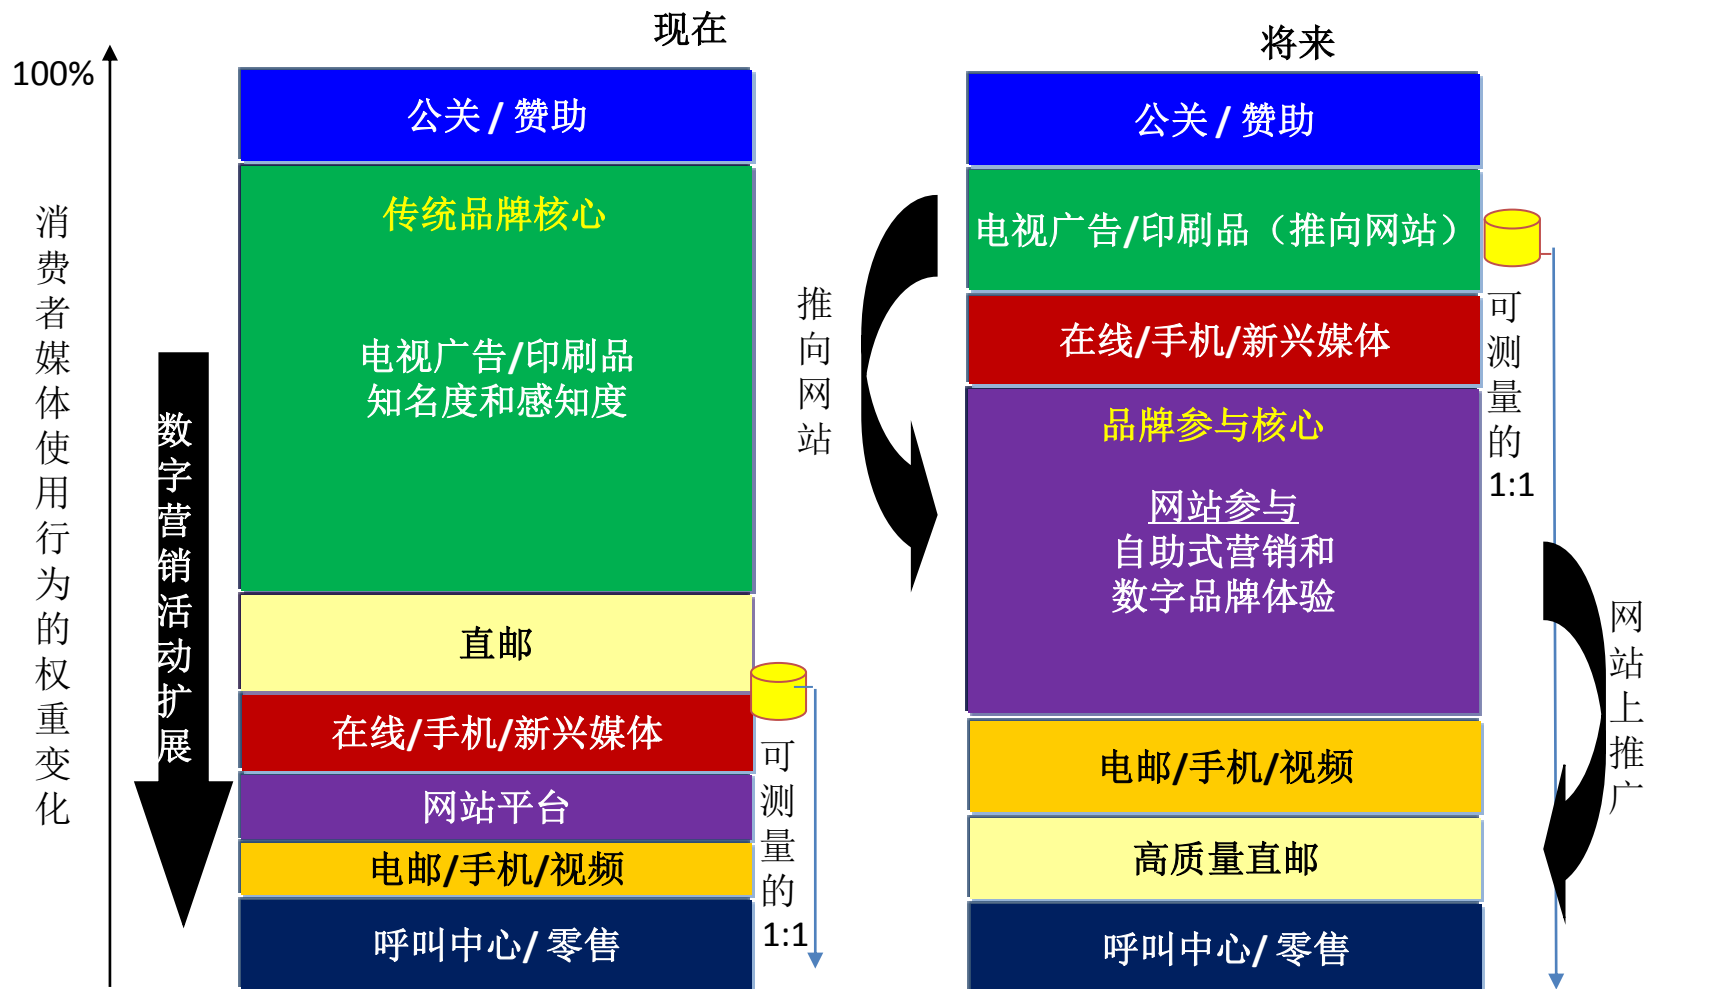 现在
将来
100%
消费者媒体使用行为的权重变化
数字营销活动扩展
公关 / 赞助
传统品牌核心
电视广告/印刷品
知名度和感知度
直邮
在线/手机/新兴媒体
网站平台
电邮/手机/视频
呼叫中心/ 零售
可测量的
1:1
推向网站
公关 / 赞助
电视广告/印刷品（推向网站）
在线/手机/新兴媒体
品牌参与核心
网站参与
自助式营销和
数字品牌体验
电邮/手机/视频
高质量直邮
呼叫中心/ 零售
可测量的
1:1
网站上推广